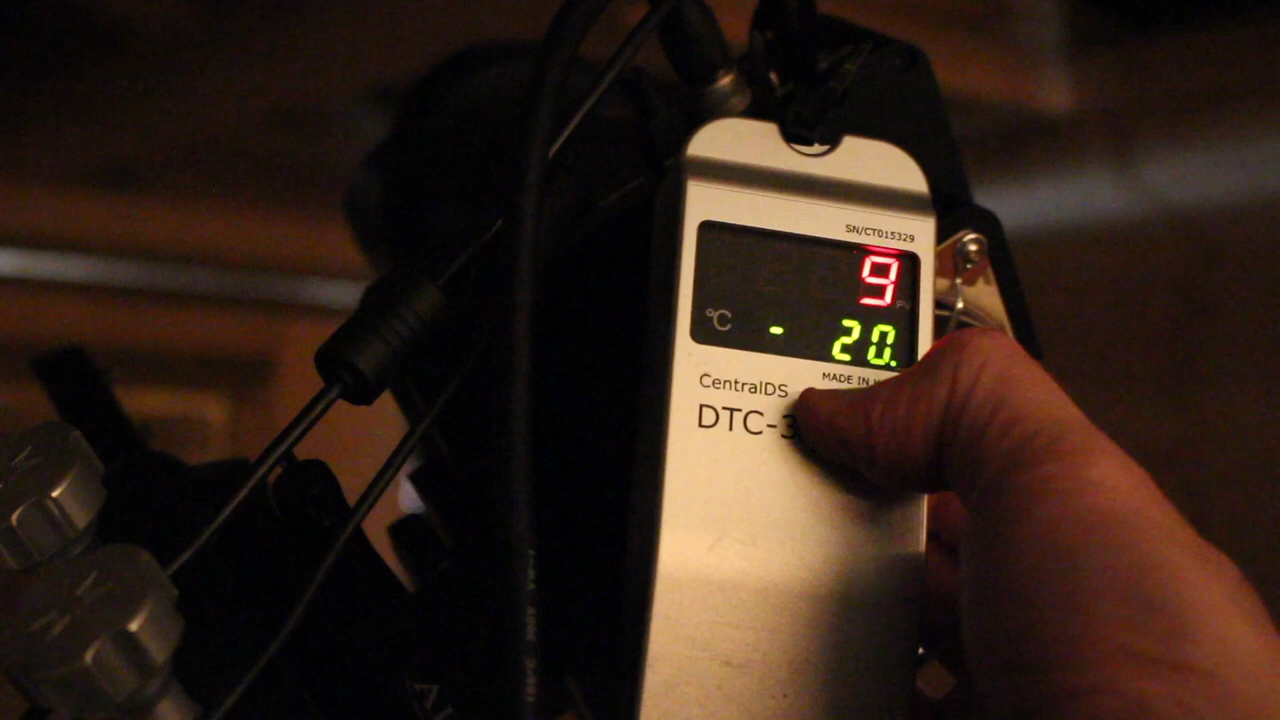 SN/CT015329
9
PV
°C - 20.
CentralDS
MADE IN
DTC-3